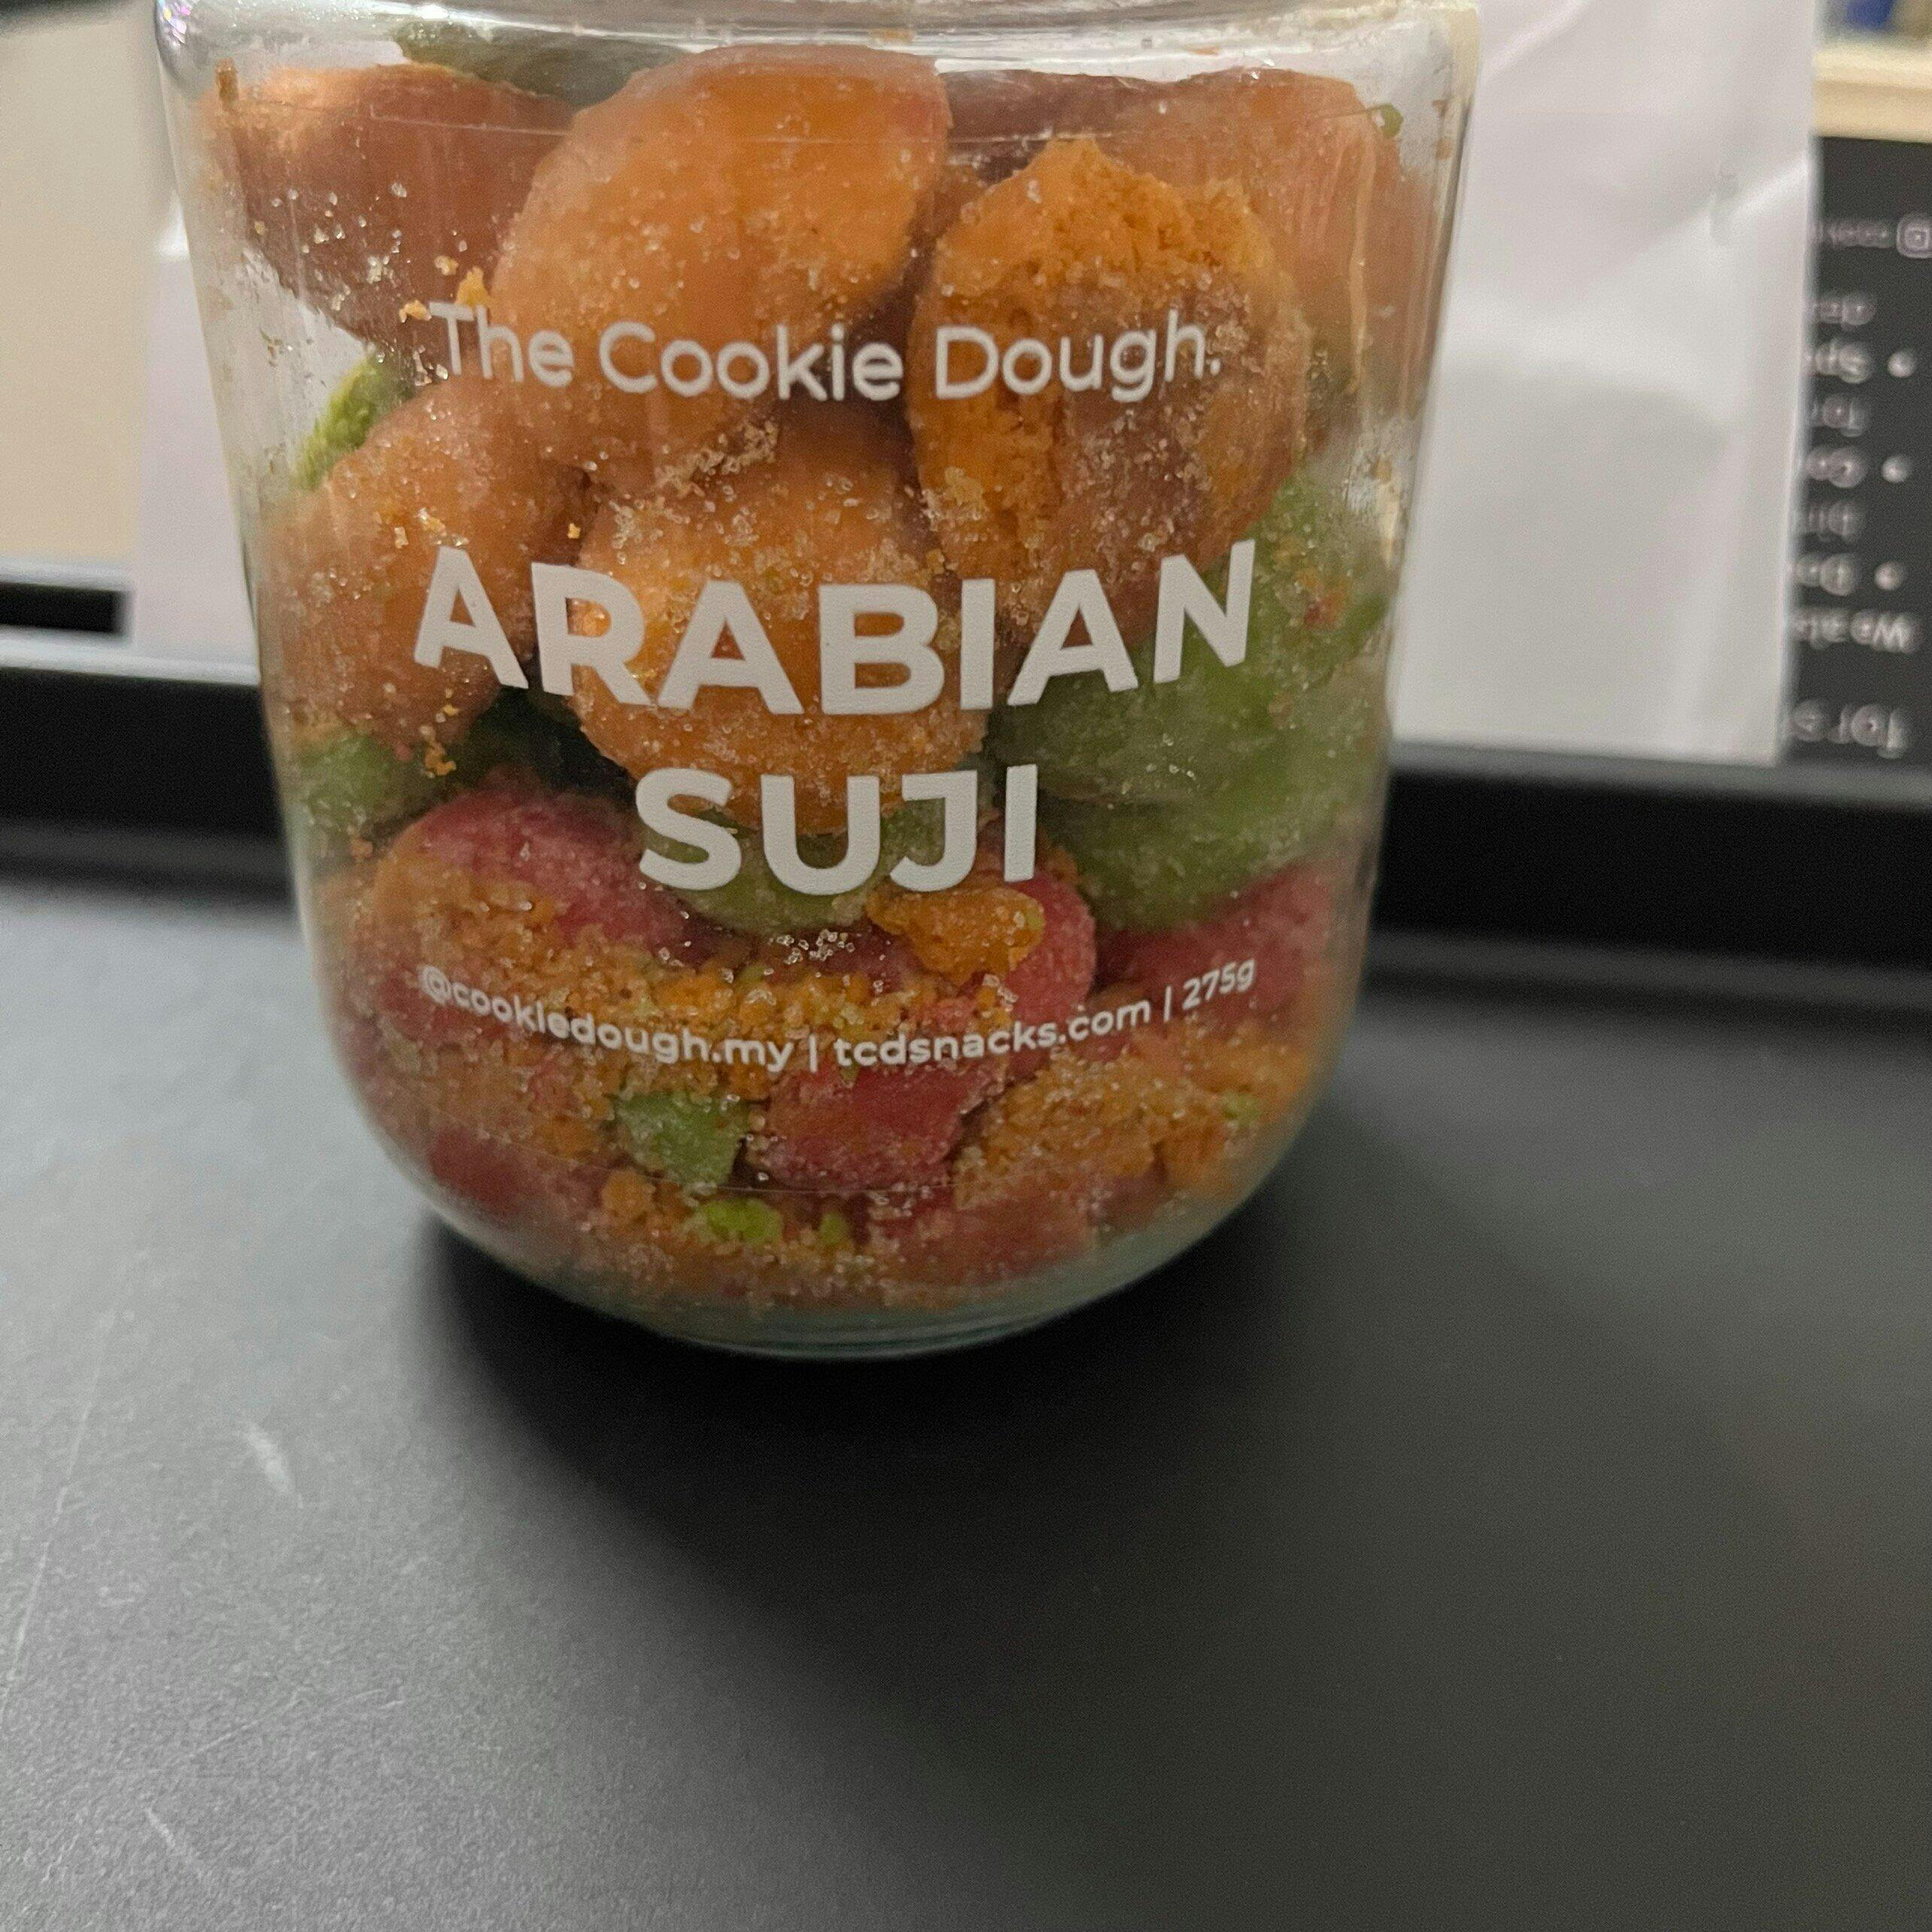 The Cookie Dough.
ARABIAN
SUJI
@cookiedough.my | tcdsnacks.com | 275g